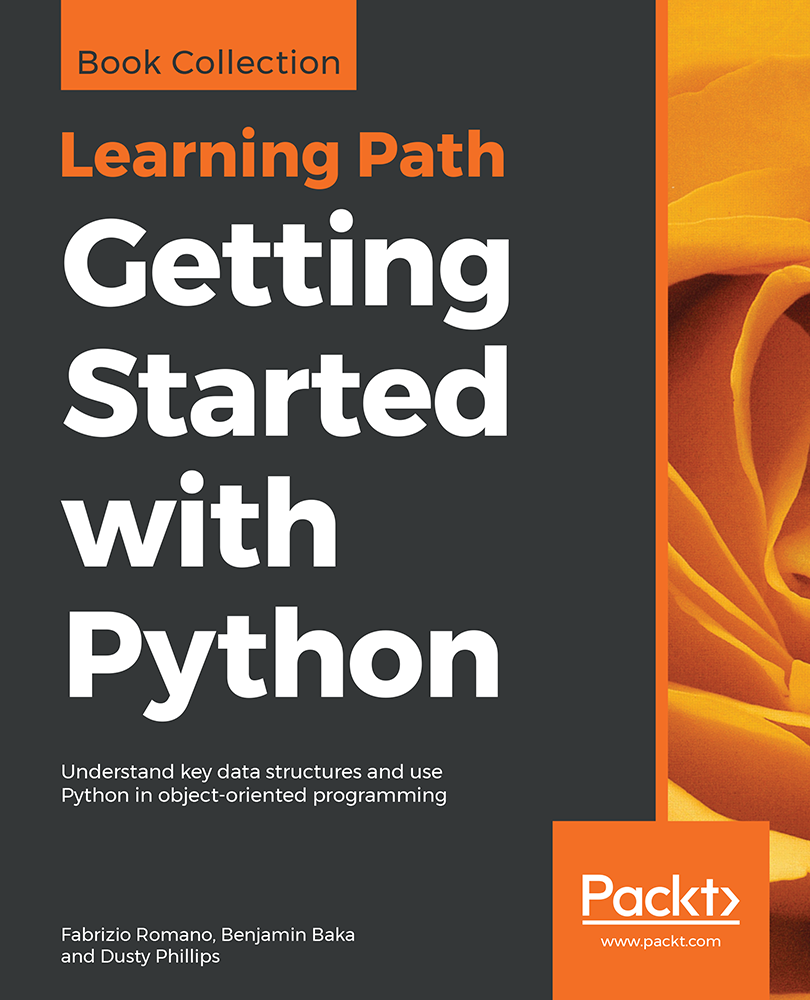 Book Collection
Learning Path
Getting
Started
with
Python
Understand key data structures and use
Python in object-oriented programming
Fabrizio Romano, Benjamin Baka
and Dusty Phillips
Packt>
www.packt.com